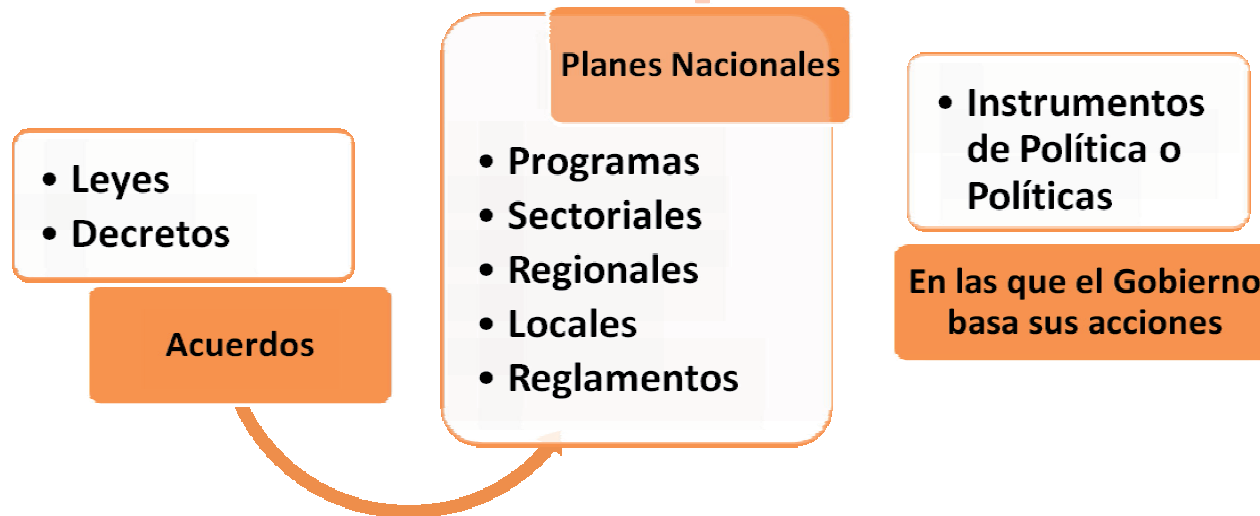 • Leyes
• Decretos
Acuerdos
Planes Nacionales
• Programas
• Sectoriales
• Regionales
• Locales
• Reglamentos
• Instrumentos
de Política o
Políticas
En las que el Gobierno
basa sus acciones